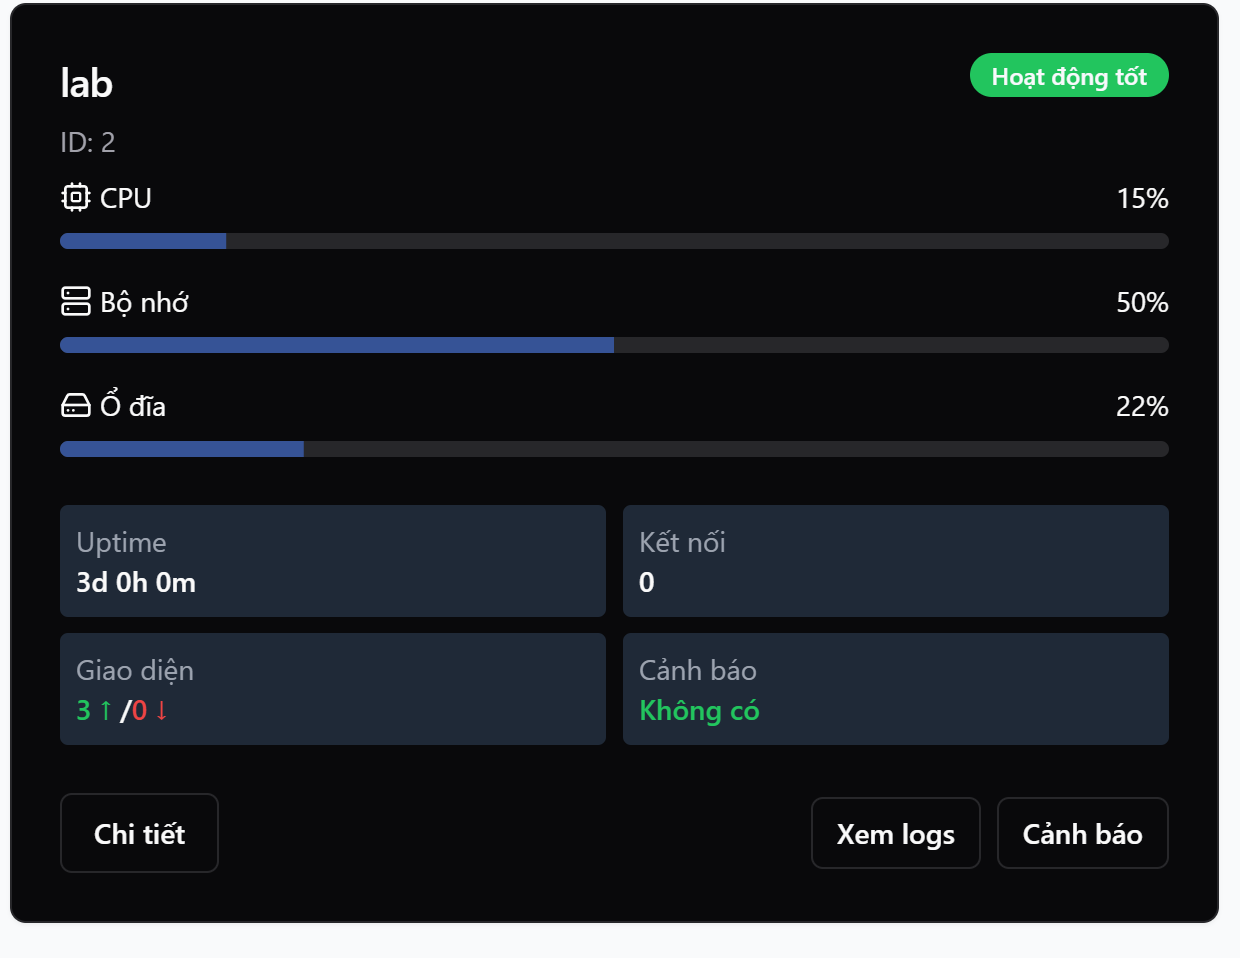 lab
Hoạt động tốt
ID: 2
CPU 15%
Bộ nhớ 50%
Ổ đĩa 22%
Uptime
3d 0h 0m
Kết nối
0
Giao diện
3 ↑ /0 ↓
Cảnh báo
Không có
Chi tiết
Xem logs
Cảnh báo